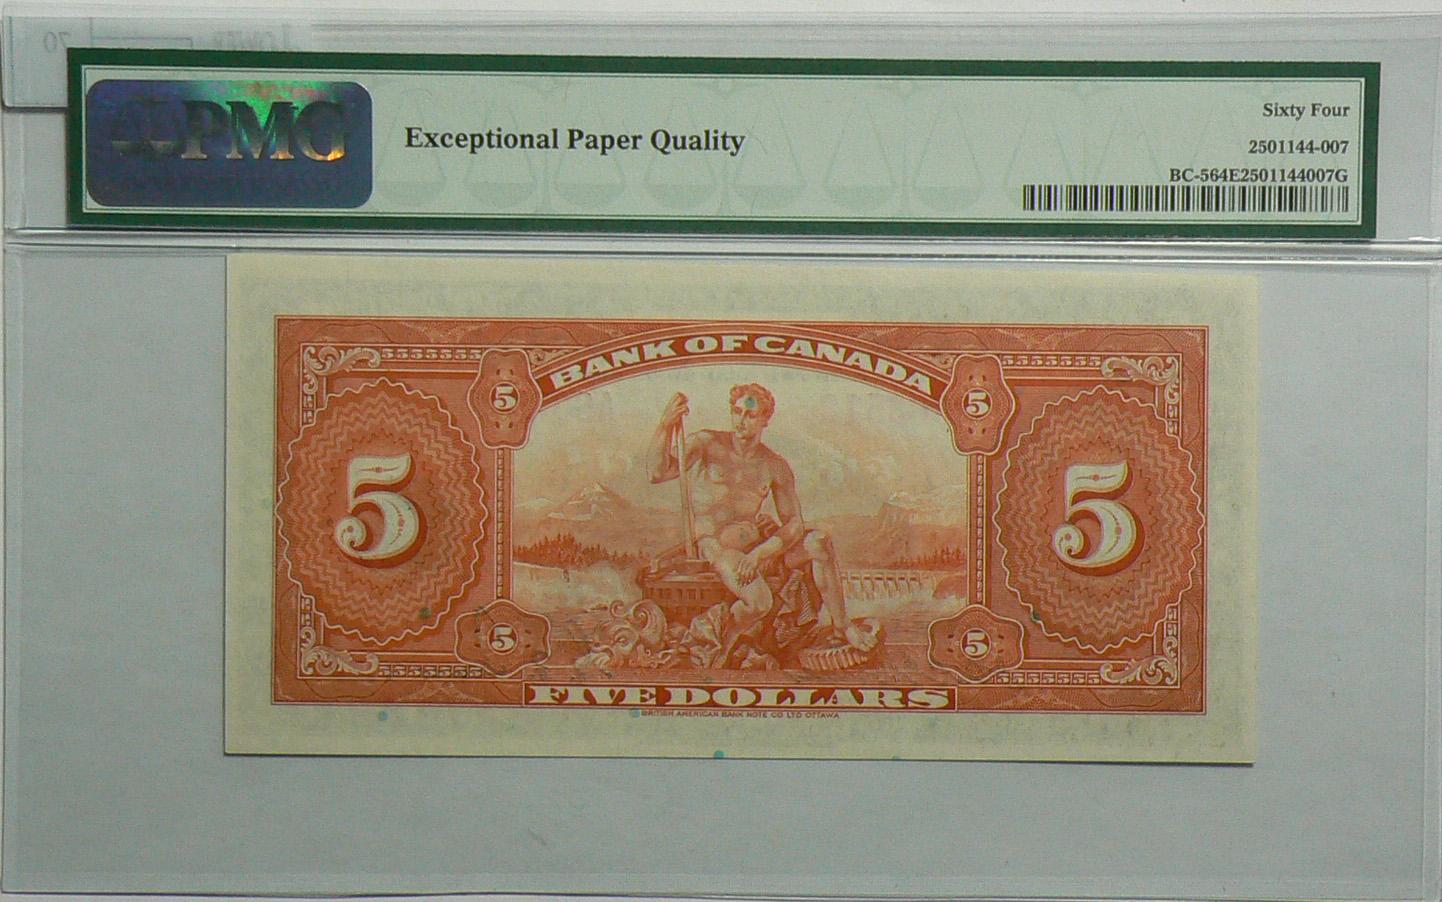 70
PMG
Exceptional Paper Quality
Sixty Four
2501144-007
BC-564E2501144007G
BANK OF CANADA
5555555
5
5
5555555
5
5
5
5
5555555
5555555
FIVE DOLLARS
BRITISH AMERICAN BANK NOTE CO LTD OTTAWA